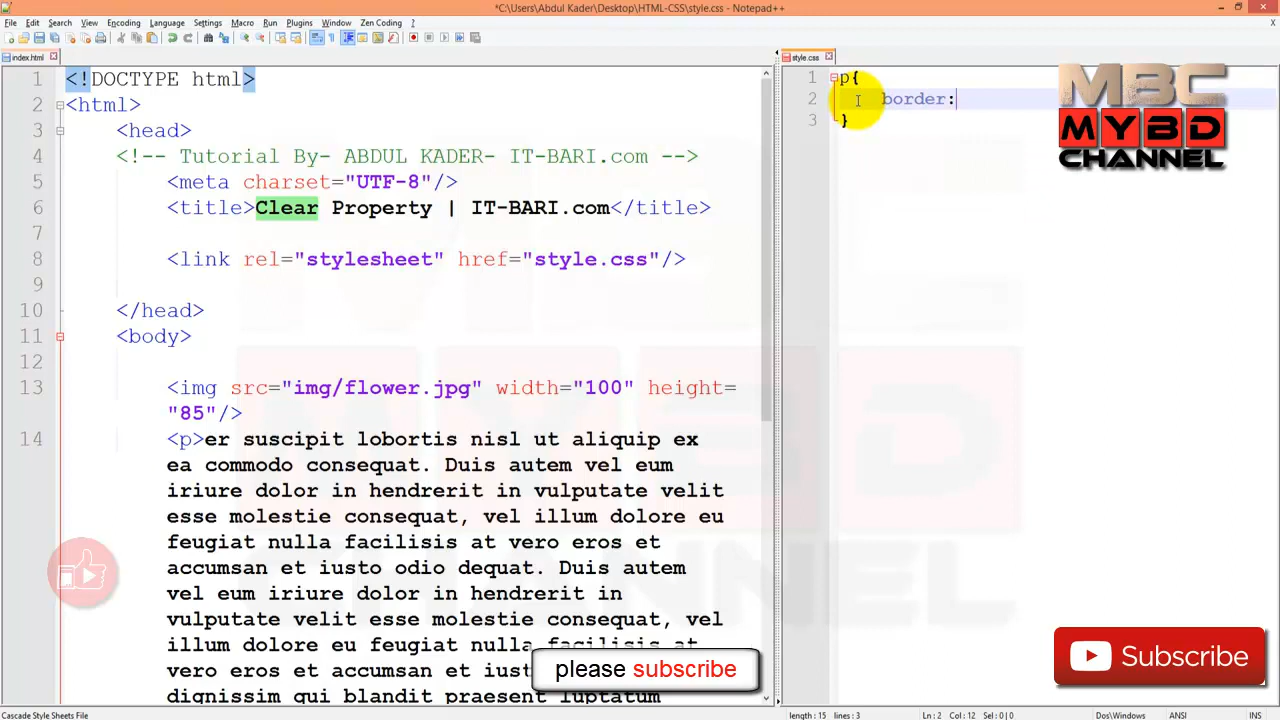 *C:\Users\Abdul Kader\Desktop\HTML-CSS\style.css - Notepad++
File Edit Search View Encoding Language Settings Macro Run Plugins Window Zen Coding ?
X
index.html
style.css
1 <!DOCTYPE html>
2 <html>
3 <head>
4 <!-- Tutorial By- ABDUL KADER- IT-BARI.com -->
5 <meta charset="UTF-8"/>
6 <title>Clear Property | IT-BARI.com</title>
7
8 <link rel="stylesheet" href="style.css"/>
9
10 </head>
11 <body>
12
13 <img src="img/flower.jpg" width="100" height=
"85"/>
14 <p>er suscipit lobortis nisl ut aliquip ex
ea commodo consequat. Duis autem vel eum
iriure dolor in hendrerit in vulputate velit
esse molestie consequat, vel illum dolore eu
feugiat nulla facilisis at vero eros et
accumsan et iusto odio dequat. Duis autem
vel eum iriure dolor in hendrerit in
vulputate velit esse molestie consequat, vel
illum dolore eu feugiat nulla facilisis at
vero eros et accumsan et iust
dignissim qui blandit praesent luptatum
1 p{
2 border:
3 }
MBC
MYBD
CHANNEL
please subscribe
Subscribe
Cascade Style Sheets File
length : 15 lines : 3
Ln : 2 Col : 12 Sel : 0 | 0
Dos\Windows
ANSI
INS